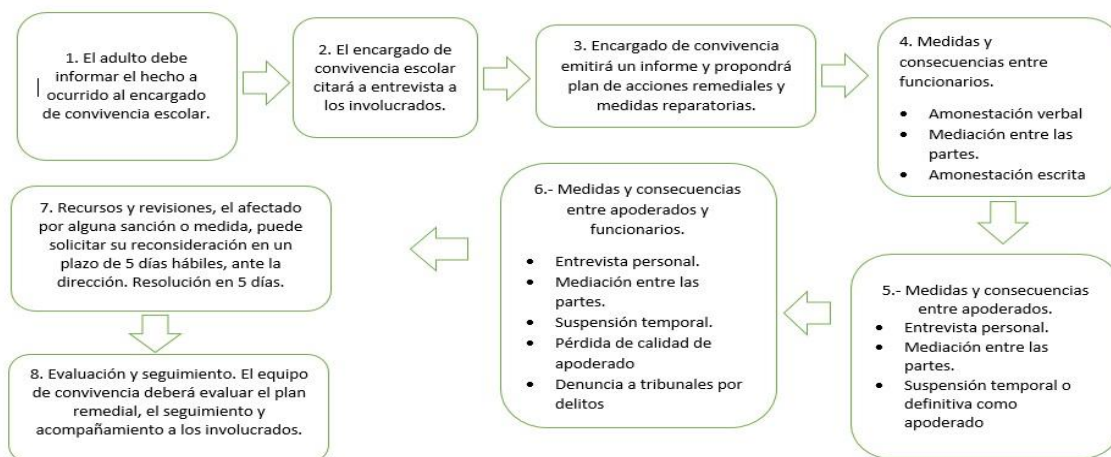 1. El adulto debe
informar el hecho a
ocurrido al encargado
de convivencia escolar.
2. El encargado de
convivencia escolar
citará a entrevista a
los involucrados.
3. Encargado de convivencia
emitirá un informe y propondrá
plan de acciones remediales y
medidas reparatorias.
4. Medidas y
consecuencias entre
funcionarios.
• Amonestación verbal
• Mediación entre las
partes.
• Amonestación escrita
5.- Medidas y consecuencias
entre apoderados.
• Entrevista personal.
• Mediación entre las
partes.
• Suspensión temporal o
definitiva como
apoderado
6.- Medidas y consecuencias
entre apoderados y
funcionarios.
• Entrevista personal.
• Mediación entre las
partes.
• Suspensión temporal.
• Pérdida de calidad de
apoderado
• Denuncia a tribunales por
delitos
7. Recursos y revisiones, el afectado
por alguna sanción o medida, puede
solicitar su reconsideración en un
plazo de 5 días hábiles, ante la
dirección. Resolución en 5 días.
8. Evaluación y seguimiento. El equipo
de convivencia deberá evaluar el plan
remedial, el seguimiento y
acompañamiento a los involucrados.